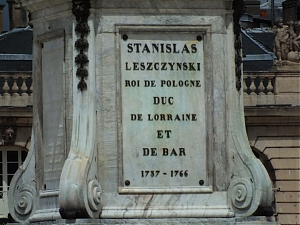 STANISLAS
LESZCZYNSKI
ROI DE POLOGNE
DUC
DE LORRAINE
ET
DE BAR
1737 - 1766